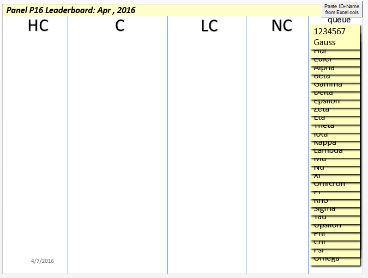 Panel P16 Leaderboard: Apr , 2016
Paste ID-Name
from Excel cols
HC
C
LC
NC
queue
1234567
Gauss
Euler
Alpha
Beta
Gamma
Delta
Epsilon
Zeta
Eta
Theta
Iota
Kappa
Lambda
Mu
Nu
Xi
Omicron
Pi
Rho
Sigma
Tau
Upsilon
Phi
Chi
Psi
Omega
4/7/2016